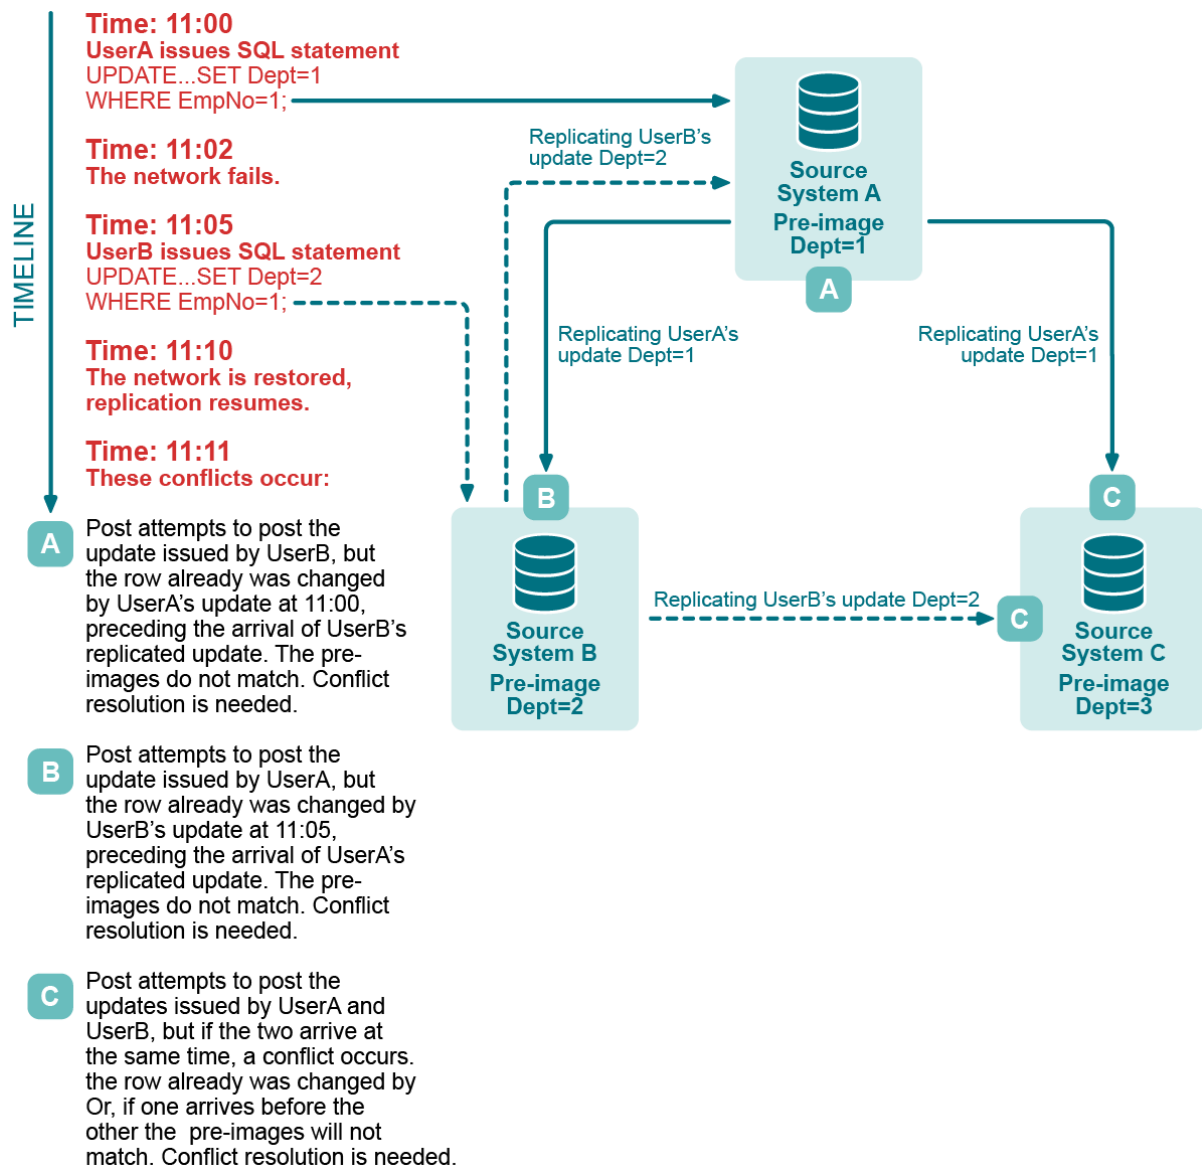 TIMELINE
Time: 11:00
UserA issues SQL statement
UPDATE...SET Dept=1
WHERE EmpNo=1;
Time: 11:02
The network fails.
Time: 11:05
UserB issues SQL statement
UPDATE...SET Dept=2
WHERE EmpNo=1;
Time: 11:10
The network is restored,
replication resumes.
Time: 11:11
These conflicts occur:
A
Post attempts to post the
update issued by UserB, but
the row already was changed
by UserA's update at 11:00,
preceding the arrival of UserB's
replicated update. The pre-
images do not match. Conflict
resolution is needed.
B
Post attempts to post the
update issued by UserA, but
the row already was changed by
UserB's update at 11:05,
preceding the arrival of UserA's
replicated update. The pre-
images do not match. Conflict
resolution is needed.
C
Post attempts to post the
updates issued by UserA and
UserB, but if the two arrive at
the same time, a conflict occurs.
the row already was changed by
Or, if one arrives before the
other the  pre-images will not
match. Conflict resolution is needed.
Replicating UserB's
update Dept=2
Source
System A
Pre-image
Dept=1
A
Replicating UserA's
update Dept=1
Replicating UserA's
update Dept=1
B
Source
System B
Pre-image
Dept=2
Replicating UserB's update Dept=2
C
C
Source
System C
Pre-image
Dept=3